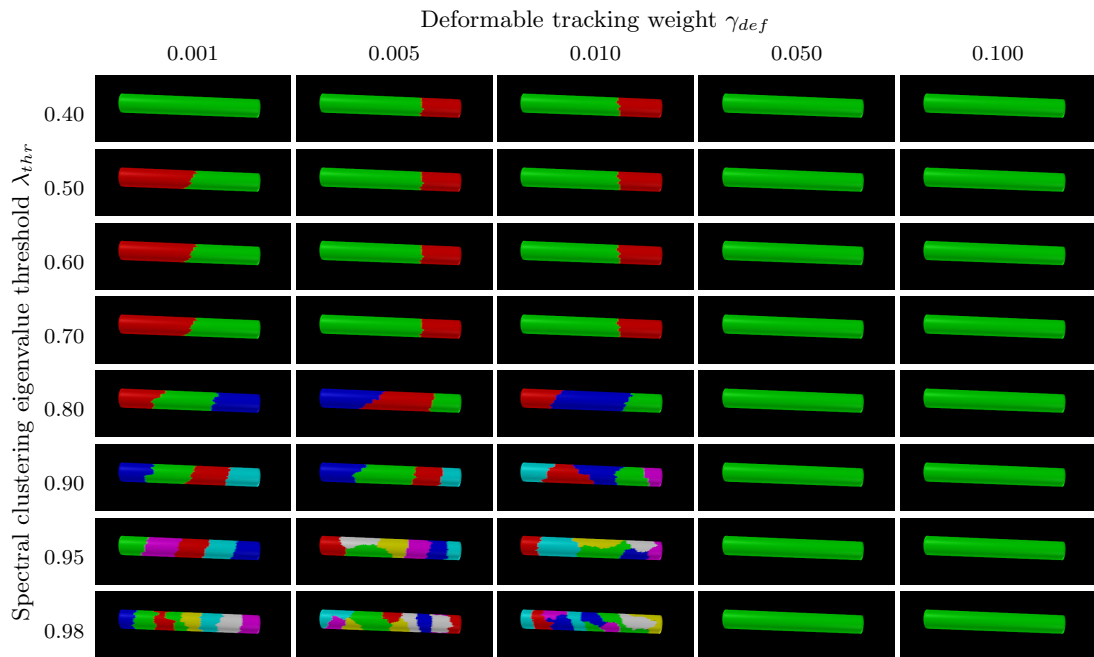 Deformable tracking weight γ_def
0.001 0.005 0.010 0.050 0.100
Spectral clustering eigenvalue threshold λ_thr
0.40
0.50
0.60
0.70
0.80
0.90
0.95
0.98